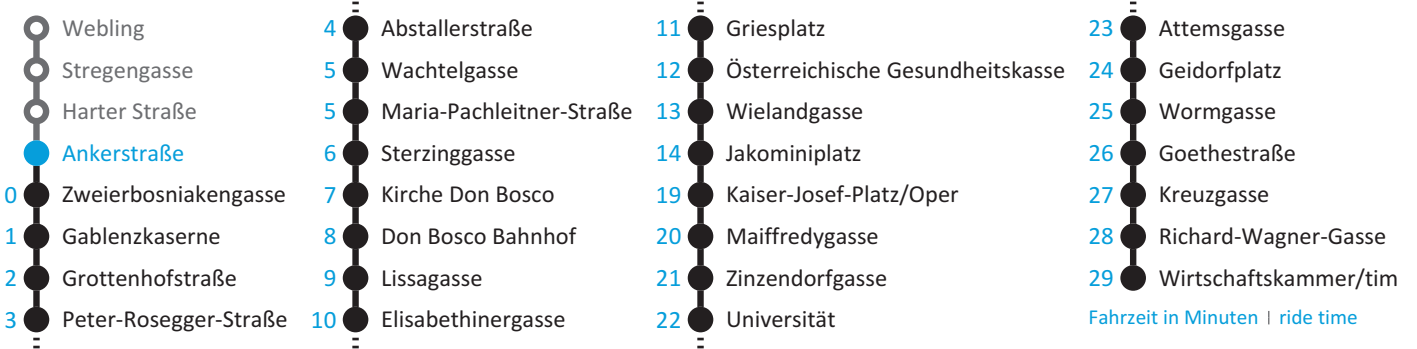 Webling
Stregengasse
Harter Straße
Ankerstraße
0 Zweierbosniakengasse
1 Gablenzkaserne
2 Grottenhofstraße
3 Peter-Rosegger-Straße
4 Abstallerstraße
5 Wachtelgasse
5 Maria-Pachleitner-Straße
6 Sterzinggasse
7 Kirche Don Bosco
8 Don Bosco Bahnhof
9 Lissagasse
10 Elisabethinergasse
11 Griesplatz
12 Österreichische Gesundheitskasse
13 Wielandgasse
14 Jakominiplatz
19 Kaiser-Josef-Platz/Oper
20 Maiffredygasse
21 Zinzendorfgasse
22 Universität
23 Attemsgasse
24 Geidorfplatz
25 Wormgasse
26 Goethestraße
27 Kreuzgasse
28 Richard-Wagner-Gasse
29 Wirtschaftskammer/tim
Fahrzeit in Minuten | ride time